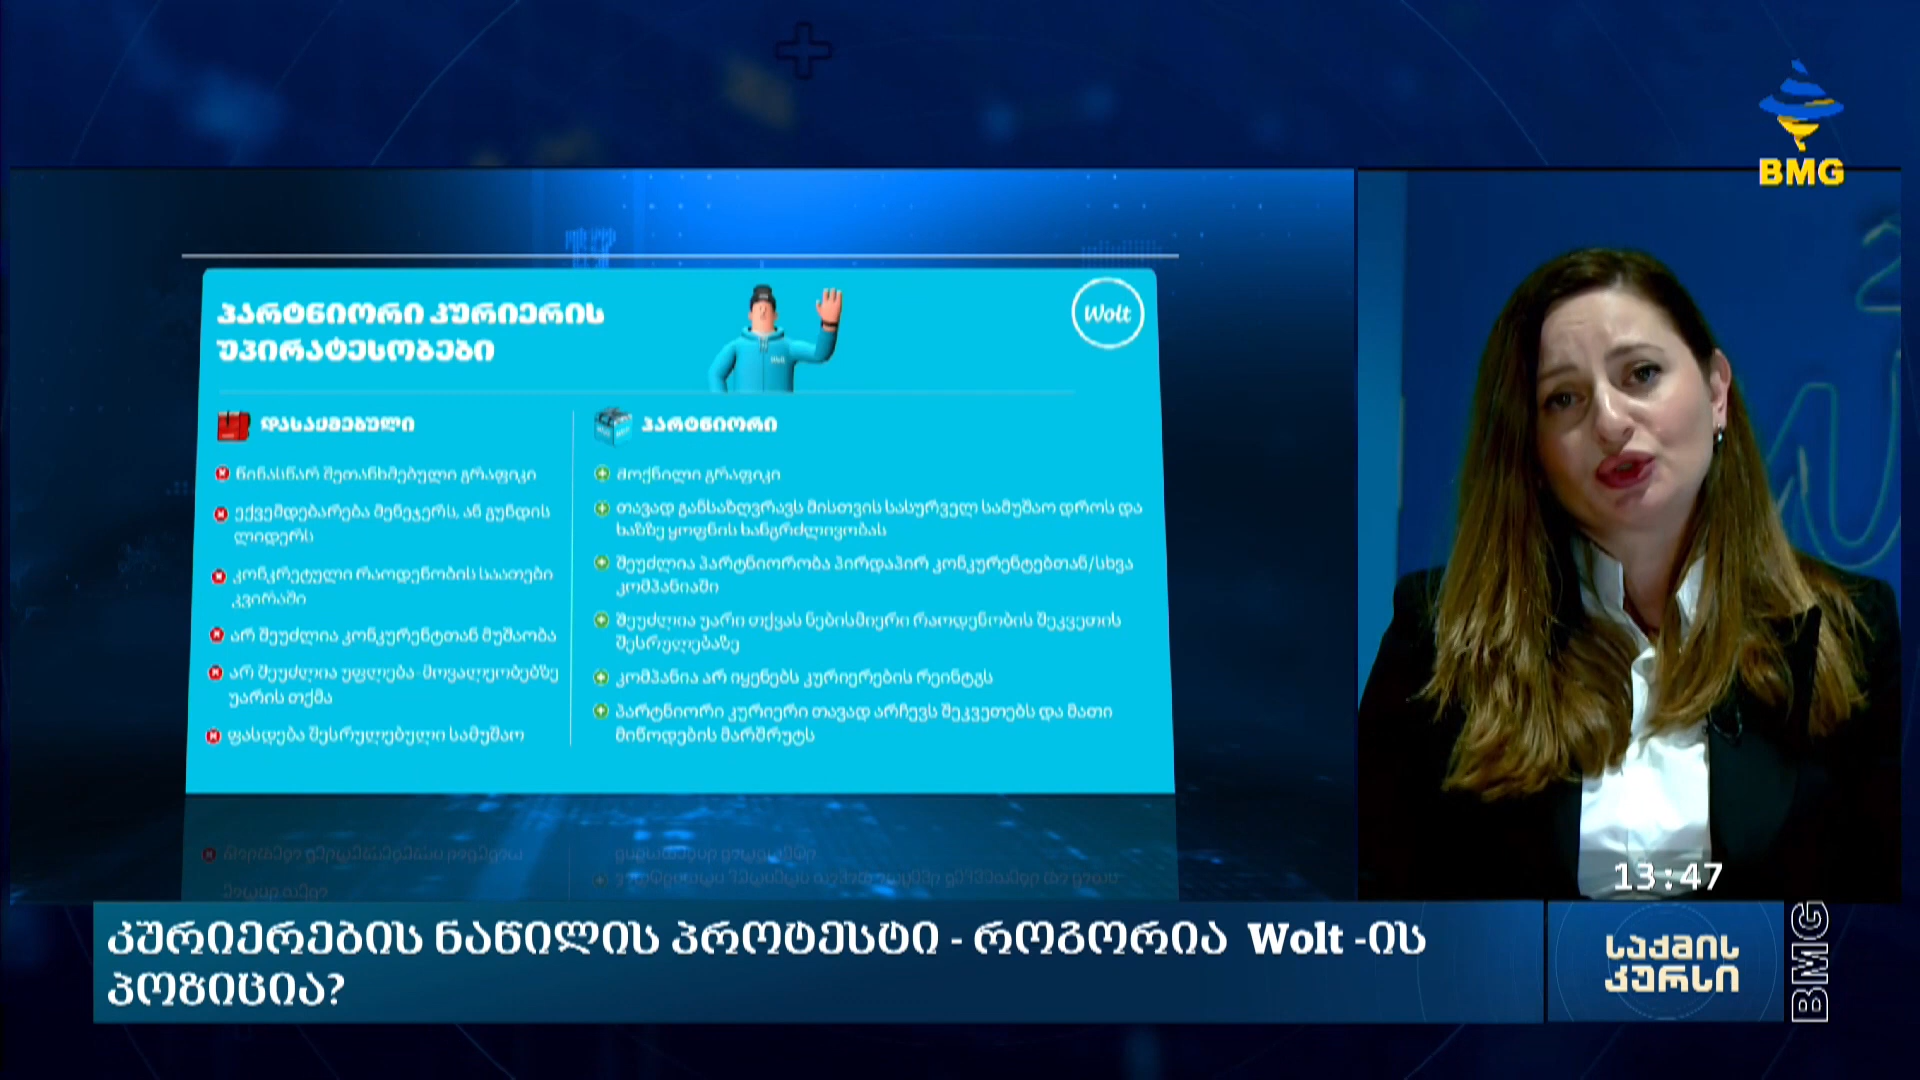 BMG
პარტნიორი კურიერის
უპირატესობები
Wolt
დასაქმებული
წინასწარ შეთანხმებული გრაფიკი
ექვემდებარება მენეჯერს, ან გუნდის
ლიდერს
კონკრეტული რაოდენობის საათები
კვირაში
არ შეუძლია კონკურენტთან მუშაობა
არ შეუძლია უფლება-მოვალეობებზე
უარის თქმა
ფასდება შესრულებული სამუშაო
პარტნიორი
მოქნილი გრაფიკი
თავად განსაზღვრავს მისთვის სასურველ სამუშაო დროს და
ხაზზე ყოფნის ხანგრძლივობას
შეუძლია პარტნიორობა პირდაპირ კონკურენტებთან/სხვა
კომპანიაში
შეუძლია უარი თქვას ნებისმიერი რაოდენობის შეკვეთის
შესრულებაზე
კომპანია არ იყენებს კურიერების რეიტინგს
პარტნიორი კურიერი თავად არჩევს შეკვეთებს და მათი
მიწოდების მარშრუტს
13:47
კურიერების ნაწილის პროტესტი - როგორია Wolt -ის
პოზიცია?
საქმის
კურსი
BMG